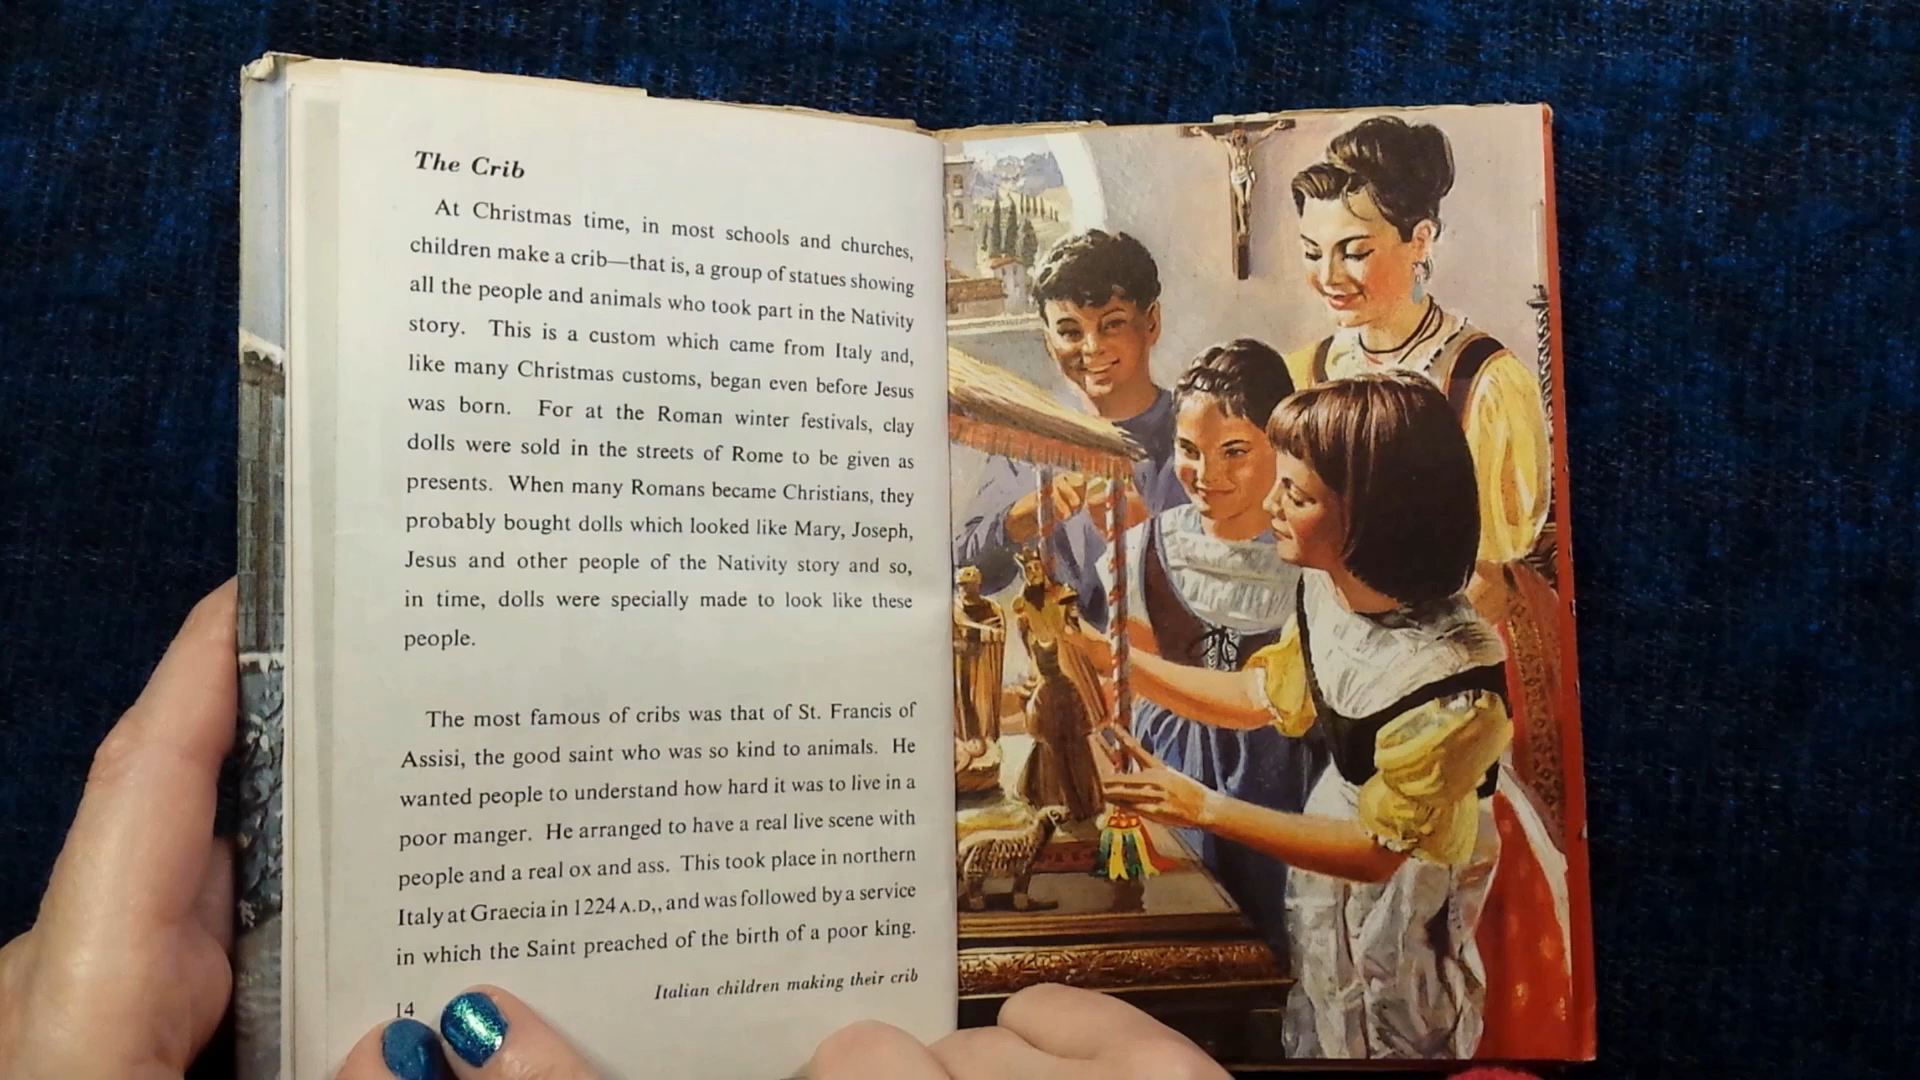 The Crib
At Christmas time, in most schools and churches,
children make a crib—that is, a group of statues showing
all the people and animals who took part in the Nativity
story. This is a custom which came from Italy and,
like many Christmas customs, began even before Jesus
was born. For at the Roman winter festivals, clay
dolls were sold in the streets of Rome to be given as
presents. When many Romans became Christians, they
probably bought dolls which looked like Mary, Joseph,
Jesus and other people of the Nativity story and so,
in time, dolls were specially made to look like these
people.
The most famous of cribs was that of St. Francis of
Assisi, the good saint who was so kind to animals. He
wanted people to understand how hard it was to live in a
poor manger. He arranged to have a real live scene with
people and a real ox and ass. This took place in northern
Italy at Graecia in 1224 A.D,, and was followed by a service
in which the Saint preached of the birth of a poor king.
Italian children making their crib
14